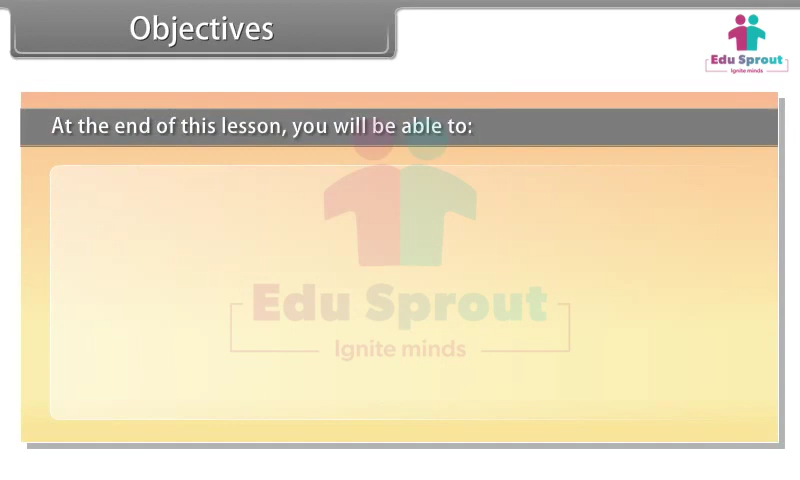 Objectives
Edu Sprout
Ignite minds
At the end of this lesson, you will be able to:
Edu Sprout
Ignite minds